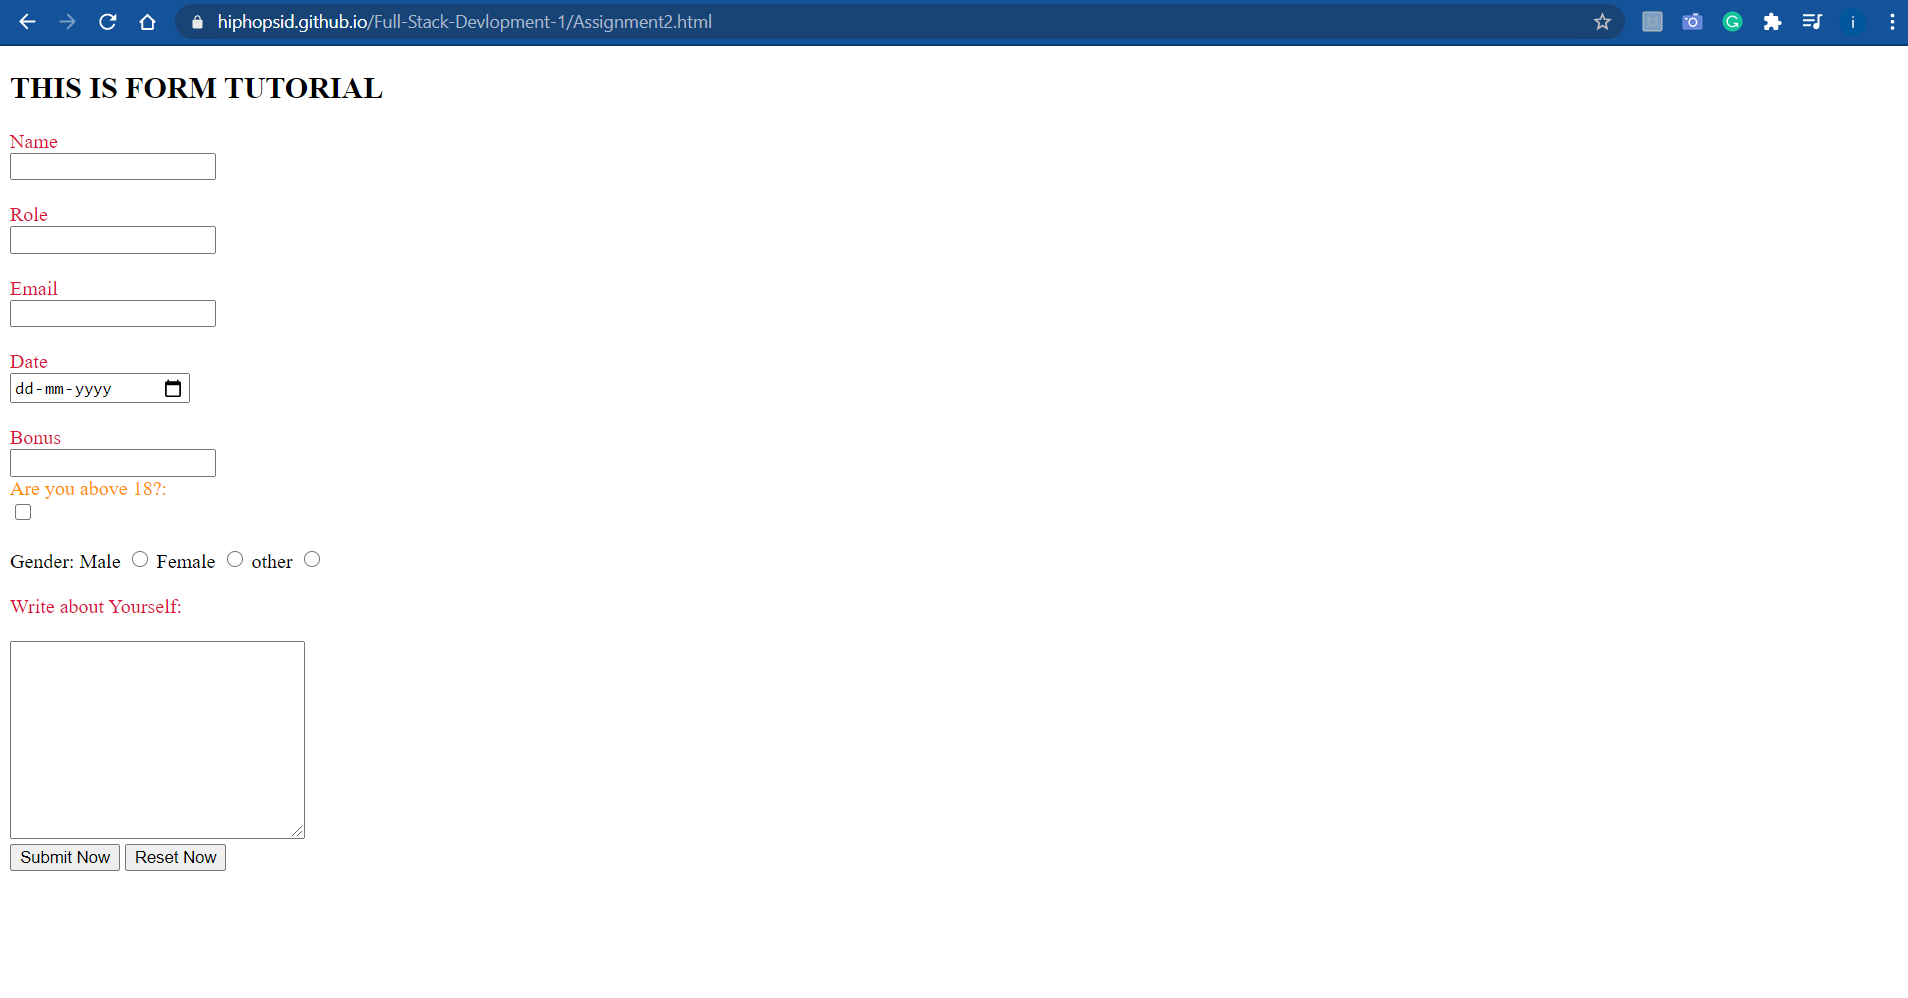 hiphopsid.github.io/Full-Stack-Devlopment-1/Assignment2.html
i
THIS IS FORM TUTORIAL
Name
Role
Email
Date
dd-mm-yyyy
Bonus
Are you above 18?:
Gender: Male Female other
Write about Yourself:
Submit Now Reset Now